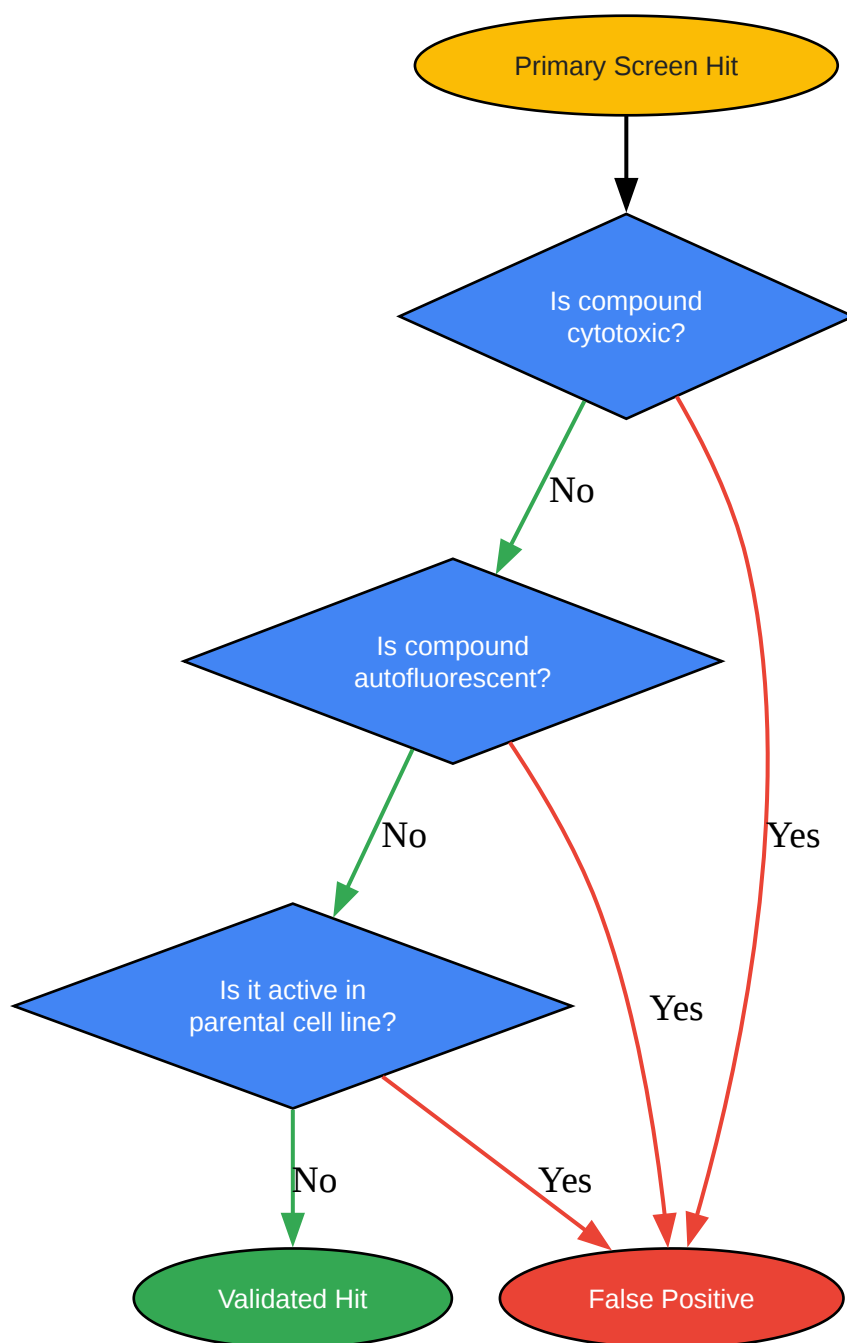 Primary Screen Hit
Is compound
cytotoxic?
No
Is compound
autofluorescent?
No
Yes
Is it active in
parental cell line?
Yes
No
Yes
Validated Hit
False Positive